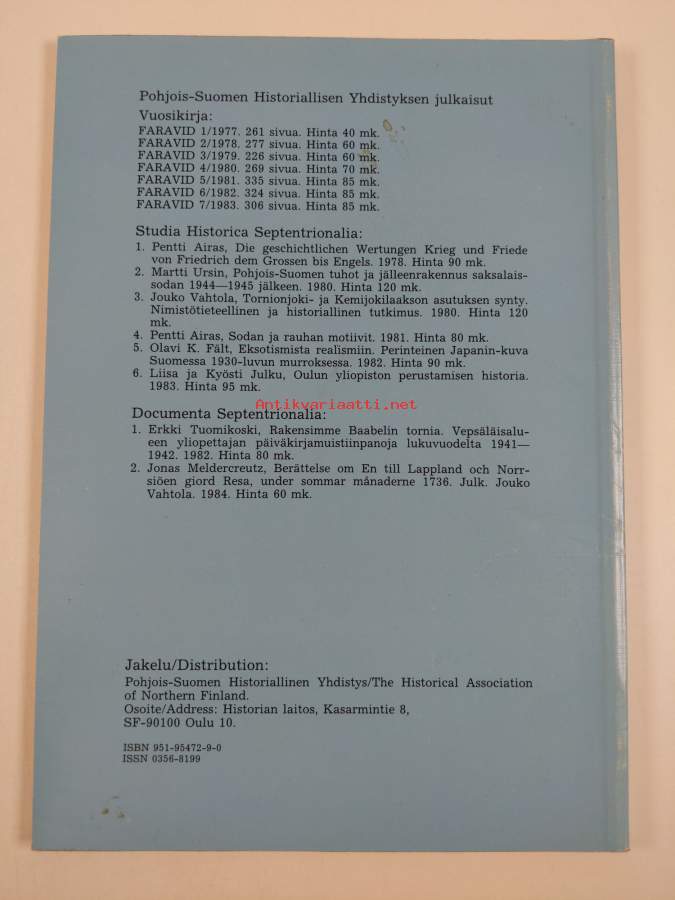 Pohjois-Suomen Historiallisen Yhdistyksen julkaisut
Vuosikirja:
FARAVID 1/1977. 261 sivua. Hinta 40 mk.
FARAVID 2/1978. 277 sivua. Hinta 60 mk.
FARAVID 3/1979. 226 sivua. Hinta 60 mk.
FARAVID 4/1980. 269 sivua. Hinta 70 mk.
FARAVID 5/1981. 335 sivua. Hinta 85 mk.
FARAVID 6/1982. 324 sivua. Hinta 85 mk.
FARAVID 7/1983. 306 sivua. Hinta 85 mk.
Studia Historica Septentrionalia:
1. Pentti Airas, Die geschichtlichen Wertungen Krieg und Friede
von Friedrich dem Grossen bis Engels. 1978. Hinta 90 mk.
2. Martti Ursin, Pohjois-Suomen tuhot ja jälleenrakennus saksalais-
sodan 1944—1945 jälkeen. 1980. Hinta 120 mk.
3. Jouko Vahtola, Tornionjoki- ja Kemijokilaakson asutuksen synty.
Nimistötieteellinen ja historiallinen tutkimus. 1980. Hinta 120
mk.
4. Pentti Airas, Sodan ja rauhan motiivit. 1981. Hinta 80 mk.
5. Olavi K. Fält, Eksotismista realismiin. Perinteinen Japanin-kuva
Suomessa 1930-luvun murroksessa. 1982. Hinta 90 mk.
6. Liisa ja Kyösti Julku, Oulun yliopiston perustamisen historia.
1983. Hinta 95 mk.
Antikvariaatti.net
Documenta Septentrionalia:
1. Erkki Tuomikoski, Rakensimme Baabelin tornia. Vepsäläisalu-
een yliopettajan päiväkirjamuistiinpanoja lukuvuodelta 1941—
1942. 1982. Hinta 80 mk.
2. Jonas Meldercreutz, Berättelse om En till Lappland och Norr-
siöen giord Resa, under sommar månaderne 1736. Julk. Jouko
Vahtola. 1984. Hinta 60 mk.
Jakelu/Distribution:
Pohjois-Suomen Historiallinen Yhdistys/The Historical Association
of Northern Finland.
Osoite/Address: Historian laitos, Kasarmintie 8,
SF-90100 Oulu 10.
ISBN 951-95472-9-0
ISSN 0356-8199